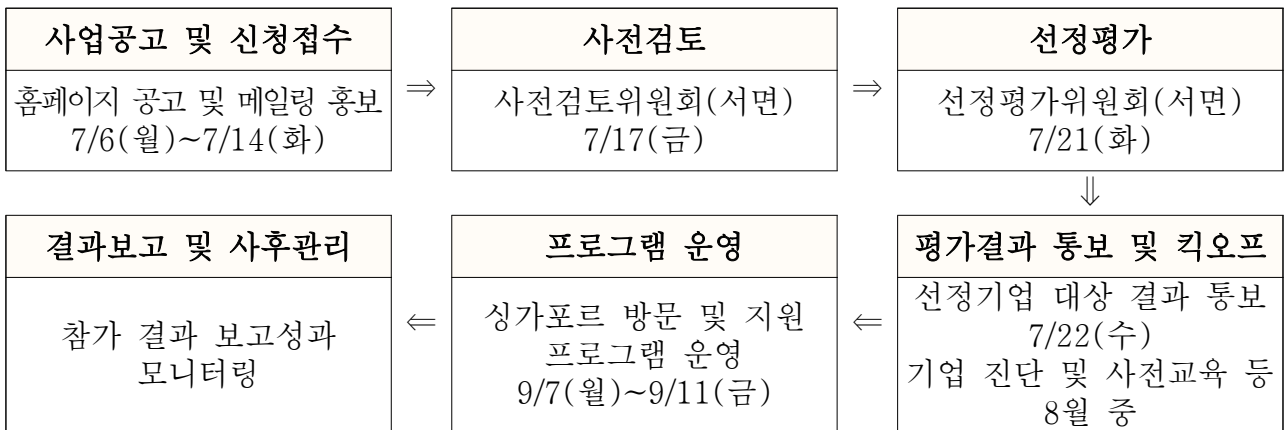 사업공고 및 신청접수
홈페이지 공고 및 메일링 홍보
7/6(월)~7/14(화)
⇒
사전검토
사전검토위원회(서면)
7/17(금)
⇒
선정평가
선정평가위원회(서면)
7/21(화)
⇓
평가결과 통보 및 킥오프
선정기업 대상 결과 통보
7/22(수)
기업 진단 및 사전교육 등
8월 중
⇐
프로그램 운영
싱가포르 방문 및 지원
프로그램 운영
9/7(월)~9/11(금)
⇐
결과보고 및 사후관리
참가 결과 보고성과
모니터링